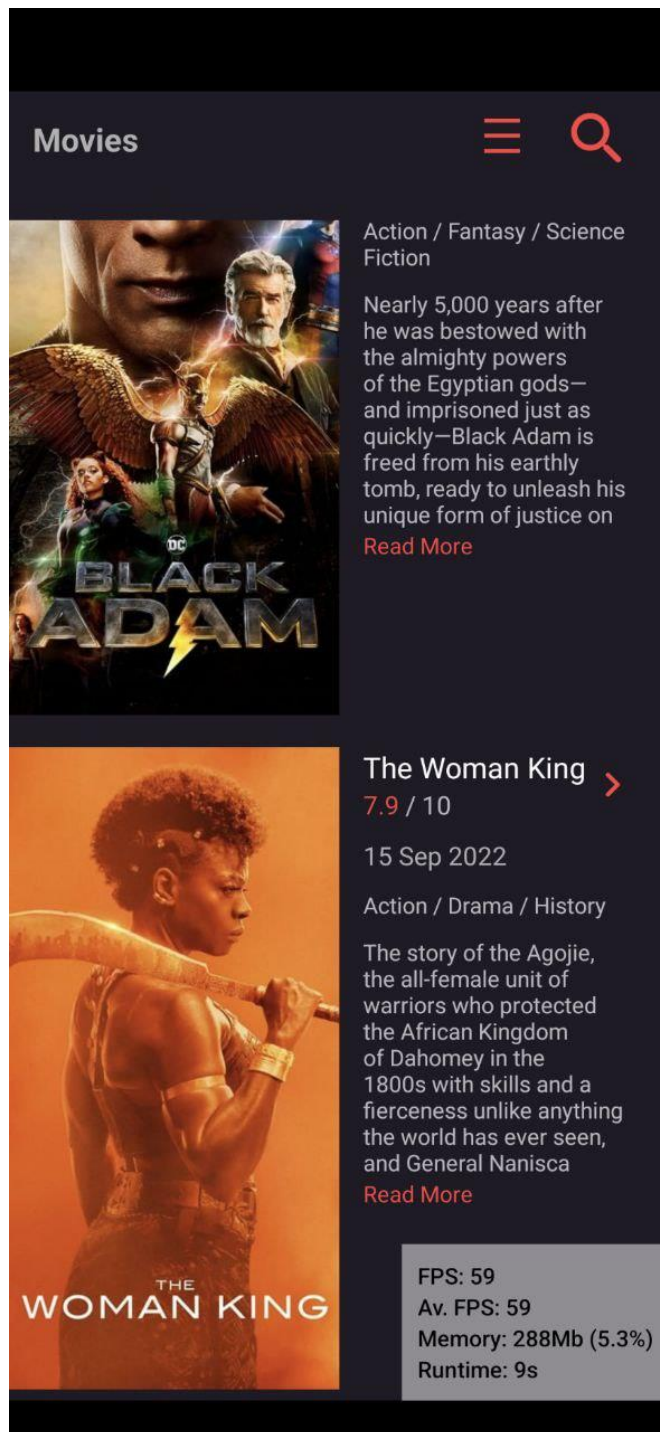 Movies
Action / Fantasy / Science
Fiction
Nearly 5,000 years after
he was bestowed with
the almighty powers
of the Egyptian gods—
and imprisoned just as
quickly—Black Adam is
freed from his earthly
tomb, ready to unleash his
unique form of justice on
Read More
DC
BLACK
ADAM
The Woman King
7.9 / 10
15 Sep 2022
Action / Drama / History
The story of the Agojie,
the all-female unit of
warriors who protected
the African Kingdom
of Dahomey in the
1800s with skills and a
fierceness unlike anything
the world has ever seen,
and General Nanisca
Read More
THE
WOMAN KING
FPS: 59
Av. FPS: 59
Memory: 288Mb (5.3%)
Runtime: 9s